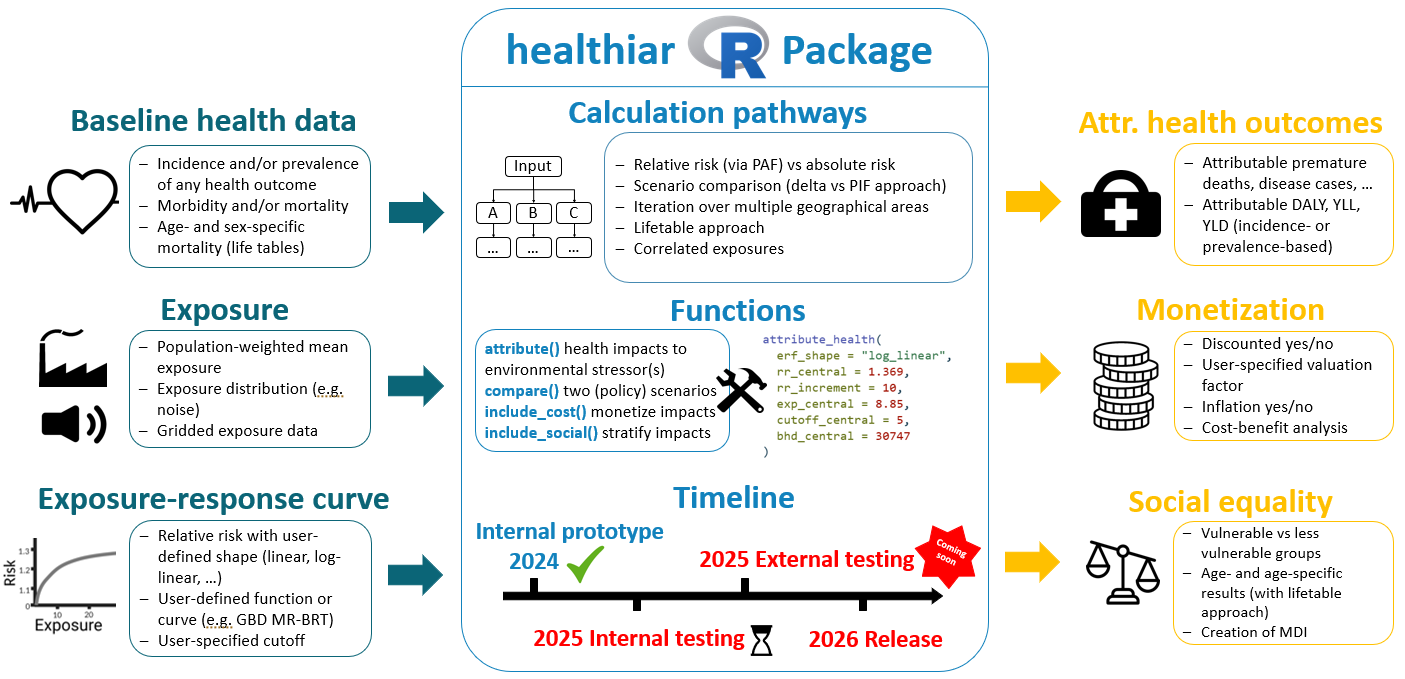 healthiar R Package
Baseline health data
– Incidence and/or prevalence
of any health outcome
– Morbidity and/or mortality
– Age- and sex-specific
mortality (life tables)
Exposure
– Population-weighted mean
exposure
– Exposure distribution (e.g.
noise)
– Gridded exposure data
Exposure-response curve
Risk
1.3
1.2
1.1
0
10 20
Exposure
– Relative risk with user-
defined shape (linear, log-
linear, …)
– User-defined function or
curve (e.g. GBD MR-BRT)
– User-specified cutoff
Calculation pathways
Input
A B C
... ... ...
– Relative risk (via PAF) vs absolute risk
– Scenario comparison (delta vs PIF approach)
– Iteration over multiple geographical areas
– Lifetable approach
– Correlated exposures
Functions
attribute() health impacts to
environmental stressor(s)
compare() two (policy) scenarios
include_cost() monetize impacts
include_social() stratify impacts
attribute_health(
erf_shape = "log_linear",
rr_central = 1.369,
rr_increment = 10,
exp_central = 8.85,
cutoff_central = 5,
bhd_central = 30747
)
Timeline
Internal prototype
2024
2025 External testing
Coming
soon
2025 Internal testing
2026 Release
Attr. health outcomes
– Attributable premature
deaths, disease cases, …
– Attributable DALY, YLL,
YLD (incidence- or
prevalence-based)
Monetization
– Discounted yes/no
– User-specified valuation
factor
– Inflation yes/no
– Cost-benefit analysis
Social equality
– Vulnerable vs less
vulnerable groups
– Age- and age-specific
results (with lifetable
approach)
– Creation of MDI